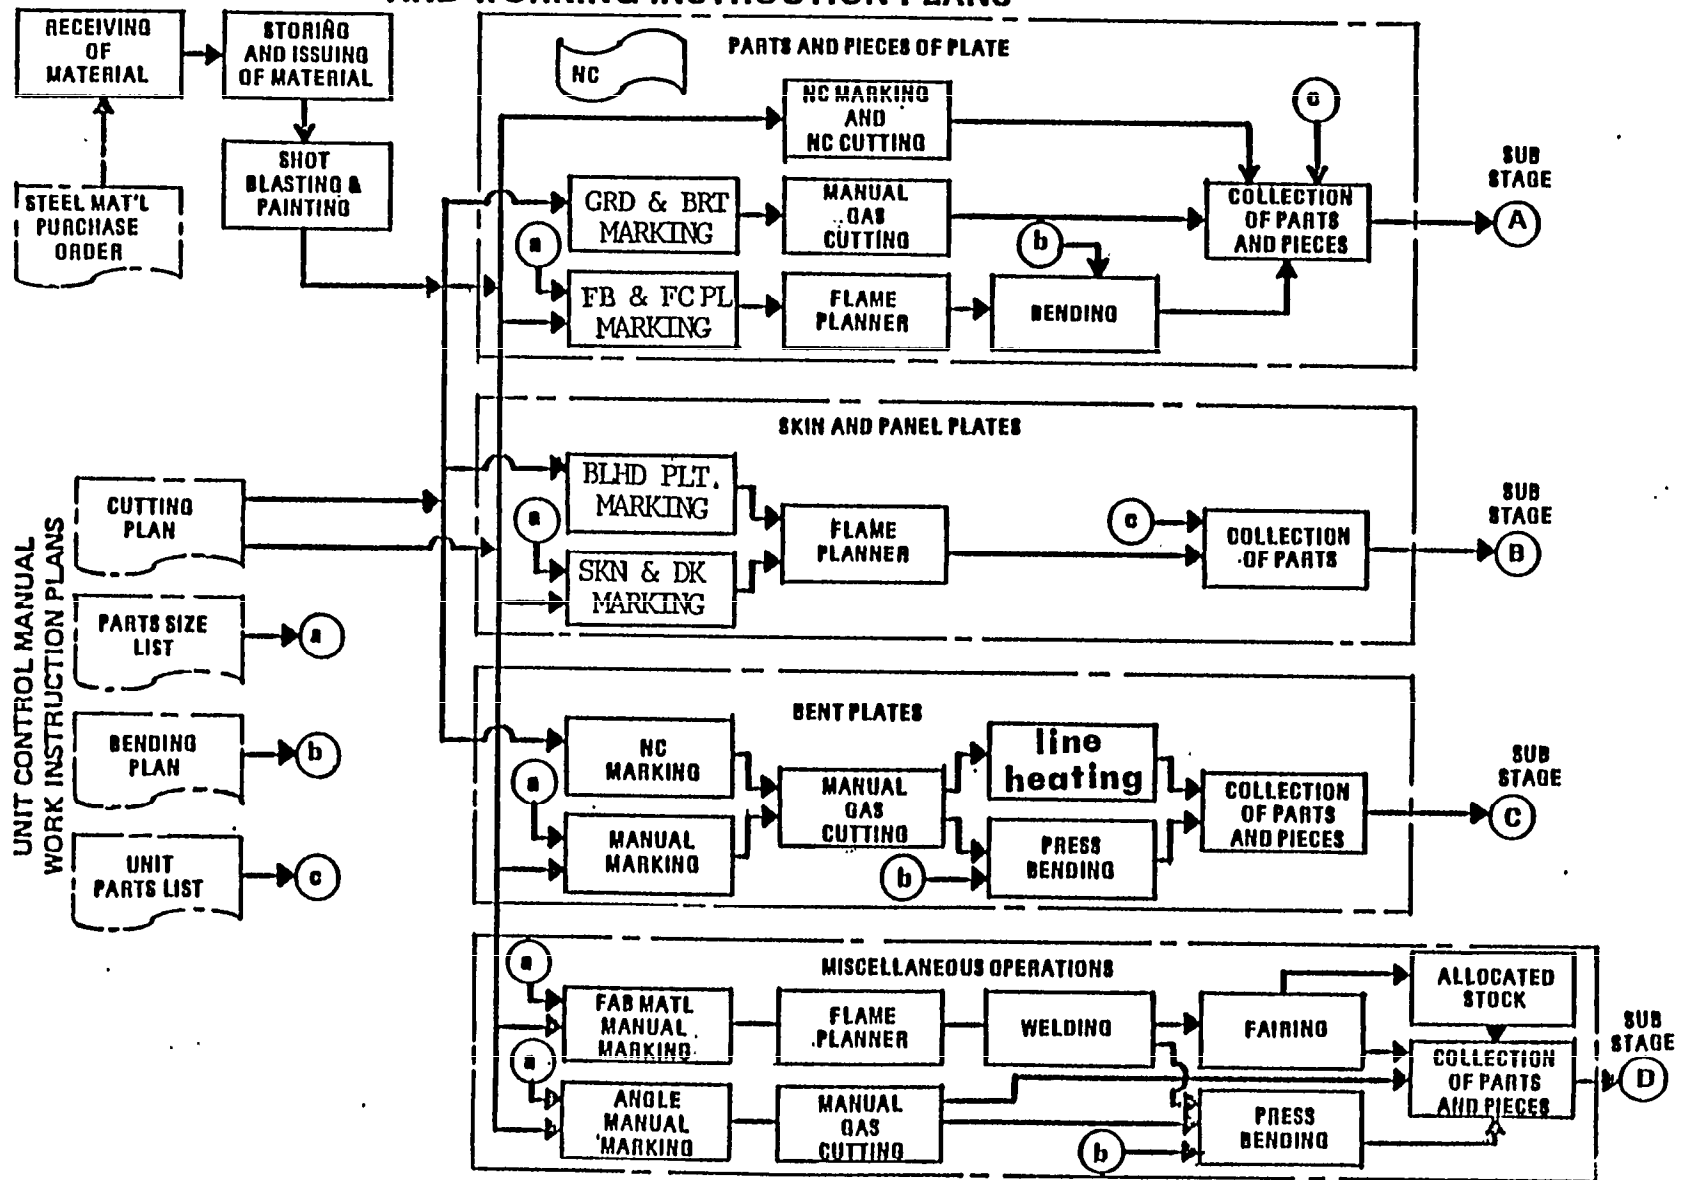 AND WORKING INSTRUCTION PLANS
RECEIVING
OF
MATERIAL
STORING
AND ISSUING
OF MATERIAL
STEEL MAT'L
PURCHASE
ORDER
SHOT
BLASTING &
PAINTING
PARTS AND PIECES OF PLATE
NC
NC MARKING
AND
NC CUTTING
c
GRD & BRT
MARKING
MANUAL
GAS
CUTTING
COLLECTION
OF PARTS
AND PIECES
SUB
STAGE
A
a
b
FB & FCPL
MARKING
FLAME
PLANNER
BENDING
SKIN AND PANEL PLATES
BLHD PLT.
MARKING
a
SKN & DK
MARKING
FLAME
PLANNER
c
COLLECTION
OF PARTS
SUB
STAGE
B
UNIT CONTROL MANUAL
WORK INSTRUCTION PLANS
CUTTING
PLAN
PARTS SIZE
LIST
a
BENDING
PLAN
b
UNIT
PARTS LIST
c
BENT PLATES
NC
MARKING
a
MANUAL
MARKING
MANUAL
GAS
CUTTING
line
heating
b
PRESS
BENDING
COLLECTION
OF PARTS
AND PIECES
SUB
STAGE
C
MISCELLANEOUS OPERATIONS
a
FAB MATL
MANUAL
MARKING
FLAME
PLANNER
WELDING
FAIRING
ALLOCATED
STOCK
a
ANGLE
MANUAL
MARKING
MANUAL
GAS
CUTTING
b
PRESS
BENDING
COLLECTION
OF PARTS
AND PIECES
SUB
STAGE
D